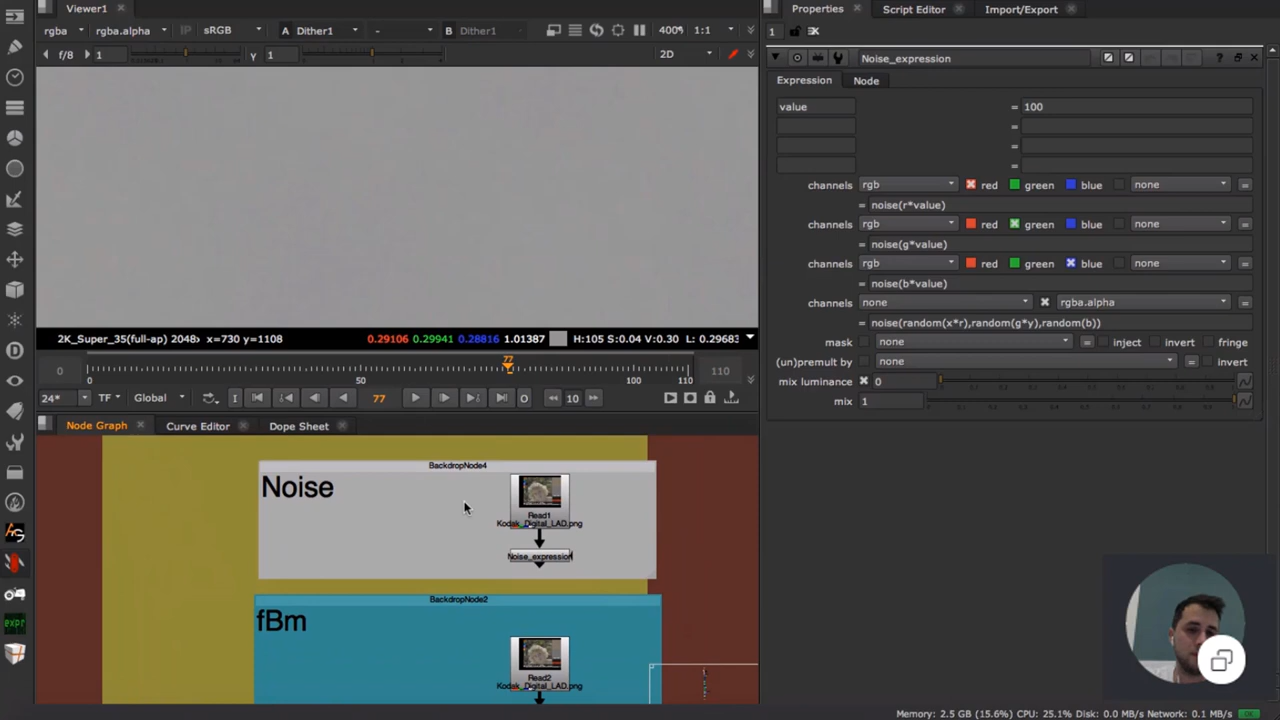 Viewer1
Properties Script Editor Import/Export
rgba rgba.alpha IP sRGB A Dither1 - B Dither1 400% 1:1
1
f/8 1 γ 1 2D
Noise_expression
Expression Node
value = 100
=
=
=
channels rgb red green blue none =
= noise(r*value)
channels rgb red green blue none =
= noise(g*value)
channels rgb red green blue none =
= noise(b*value)
channels none rgba.alpha =
= noise(random(x*r),random(g*y),random(b))
mask none = inject invert fringe
(un)premult by none = invert
mix luminance 0
mix 1
2K_Super_35(full-ap) 2048x x=730 y=1108 0.29106 0.29941 0.28816 1.01387 H:105 S:0.04 V:0.30 L: 0.29683
77
0 0 50 100 110 110
24* TF Global I 77 O 10
Node Graph Curve Editor Dope Sheet
BackdropNode4
Noise
Read1
Kodak_Digital_LAD.png
Noise_expression
BackdropNode2
fBm
Read2
Kodak_Digital_LAD.png
expr
Memory: 2.5 GB (15.6%) CPU: 25.1% Disk: 0.0 MB/s Network: 0.1 MB/s